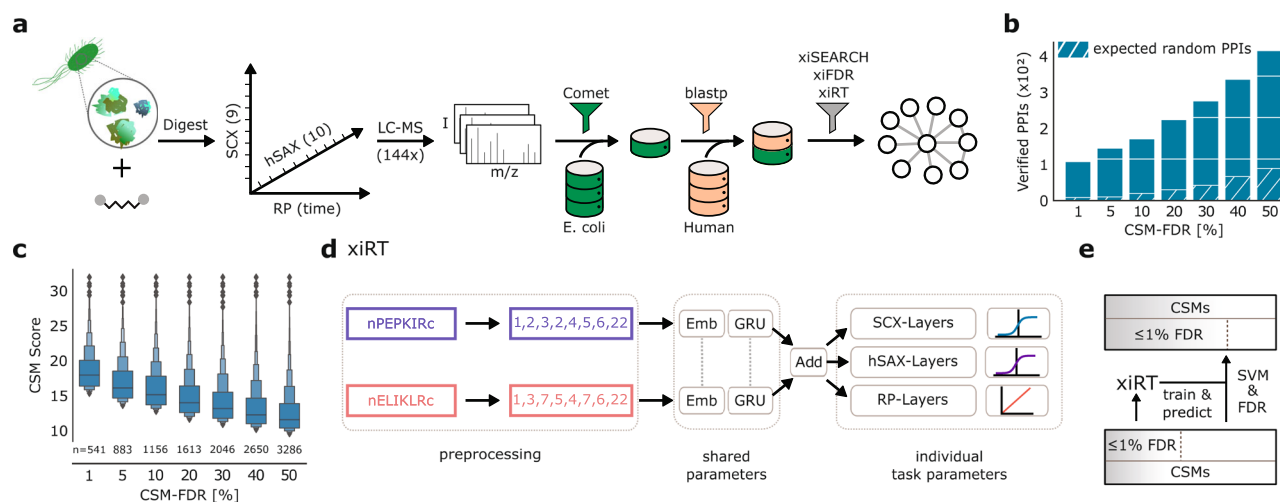 a
Digest
SCX (9)
hSAX (10)
RP (time)
LC-MS
(144x)
I
m/z
Comet
E. coli
blastp
Human
xiSEARCH
xiFDR
xiRT
b
expected random PPIs
Verified PPIs (x10²)
4
3
2
1
0
1 5 10 20 30 40 50
CSM-FDR [%]
c
CSM Score
30
25
20
15
10
n=541 883 1156 1613 2046 2650 3286
1 5 10 20 30 40 50
CSM-FDR [%]
d xiRT
nPEPKIRc
1,2,3,2,4,5,6,22
Emb GRU
nELIKLRc
1,3,7,5,4,7,6,22
Emb GRU
Add
SCX-Layers
hSAX-Layers
RP-Layers
preprocessing
shared
parameters
individual
task parameters
e
CSMs
≤1% FDR
xiRT
train &
predict
SVM
&
FDR
≤1% FDR
CSMs